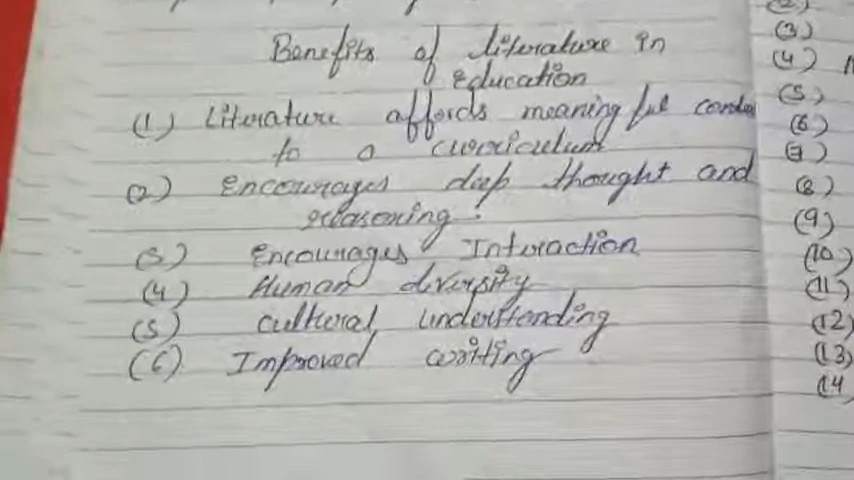 Benefits of literature in
education
(1) Literature affords meaningful
to a curriculum
(2) Encourages deep thought and
reasoning.
(3) Encourages Interaction
(4) Human diversity
(5) cultural understanding
(6) Improved writing
(2)
(3)
(4)
(5)
(6)
(7)
(8)
(9)
(10)
(11)
(12)
(13)
(14